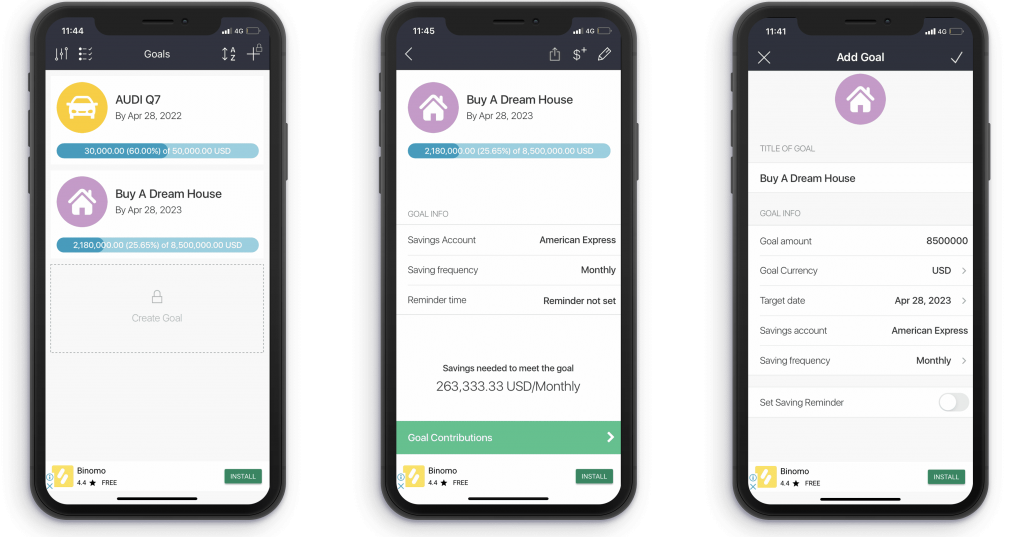 11:44
4G
Goals
A
Z
AUDI Q7
By Apr 28, 2022
30,000.00 (60.00%) of 50,000.00 USD
Buy A Dream House
By Apr 28, 2023
2,180,000.00 (25.65%) of 8,500,000.00 USD
Create Goal
Binomo
4.4 ★ FREE
INSTALL
11:45
4G
$+
Buy A Dream House
By Apr 28, 2023
2,180,000.00 (25.65%) of 8,500,000.00 USD
GOAL INFO
Savings Account American Express
Saving frequency Monthly
Reminder time Reminder not set
Savings needed to meet the goal
263,333.33 USD/Monthly
Goal Contributions
Binomo
4.4 ★ FREE
INSTALL
11:41
4G
Add Goal
TITLE OF GOAL
Buy A Dream House
GOAL INFO
Goal amount 8500000
Goal Currency USD
Target date Apr 28, 2023
Savings account American Express
Saving frequency Monthly
Set Saving Reminder
Binomo
4.4 ★ FREE
INSTALL